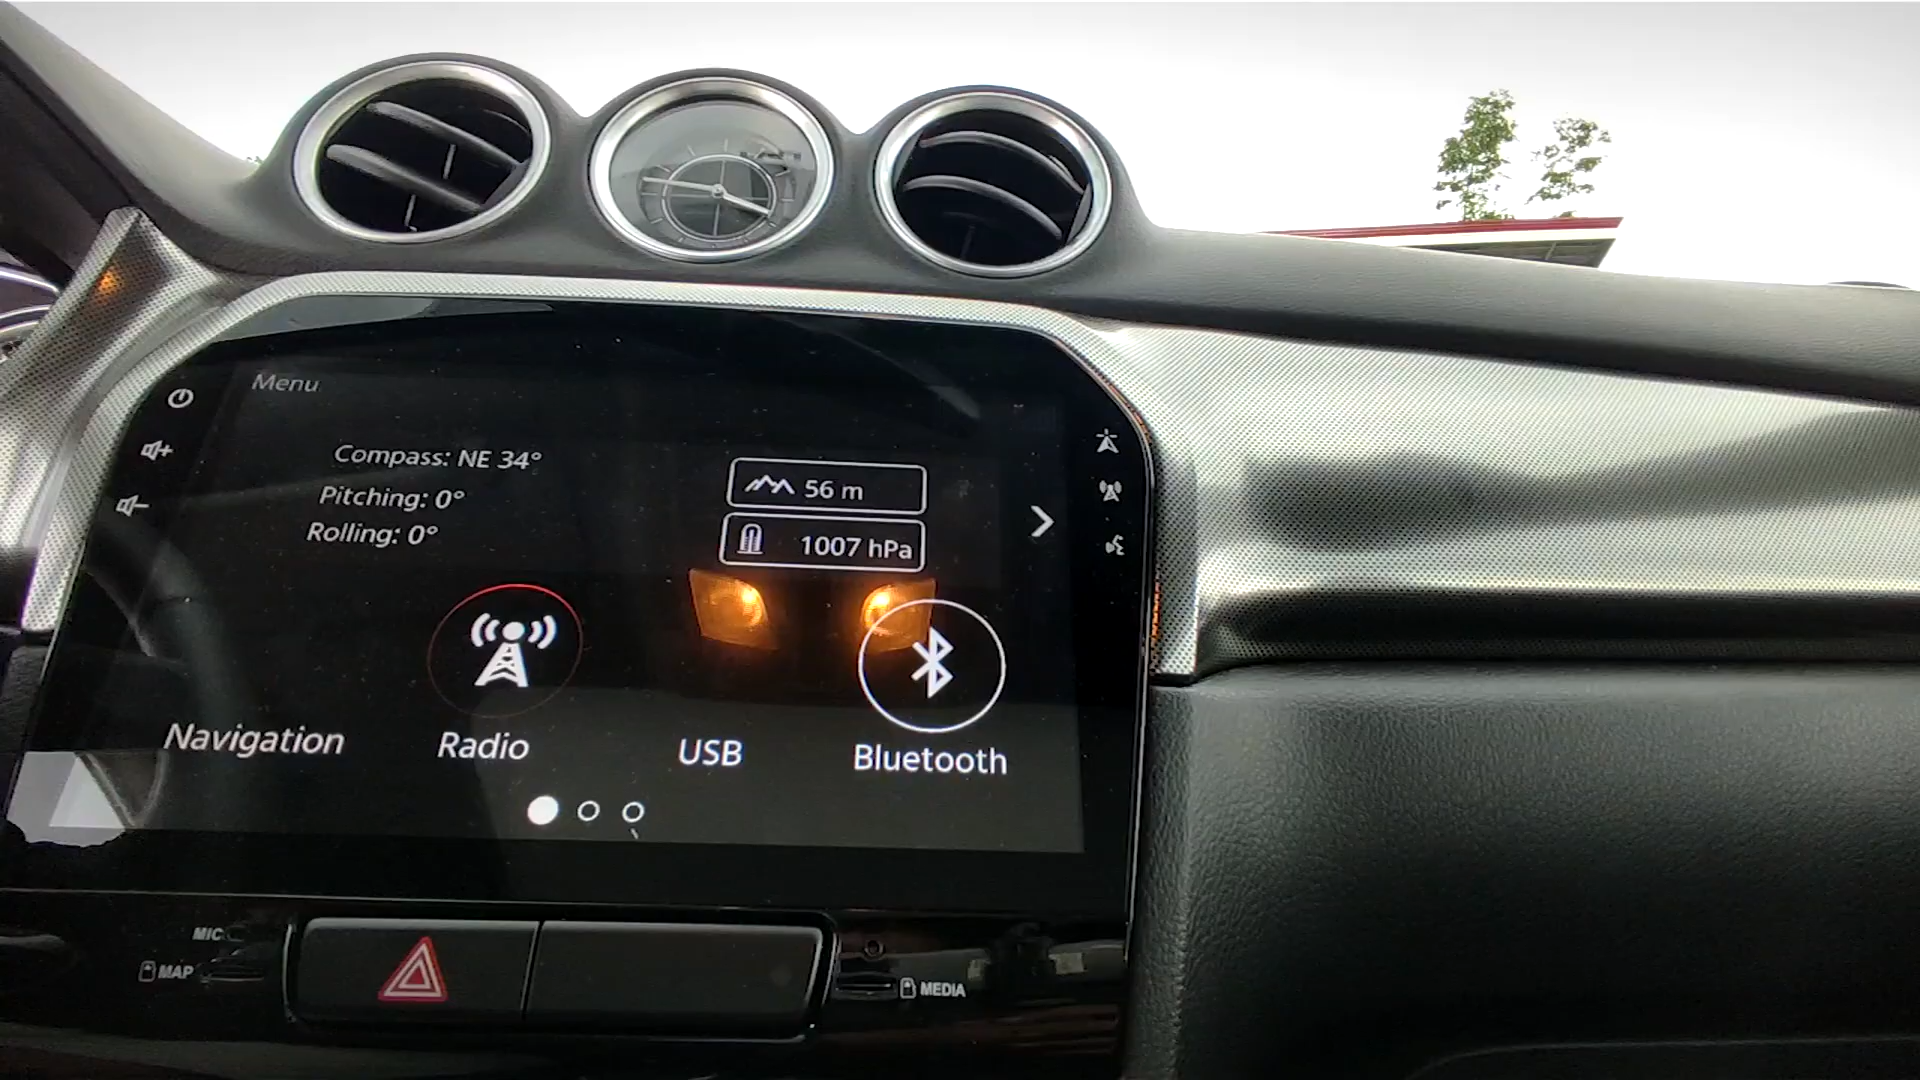 Menu
Compass: NE 34°
Pitching: 0°
Rolling: 0°
56 m
1007 hPa
Navigation
Radio
USB
Bluetooth
MIC
MAP
MEDIA